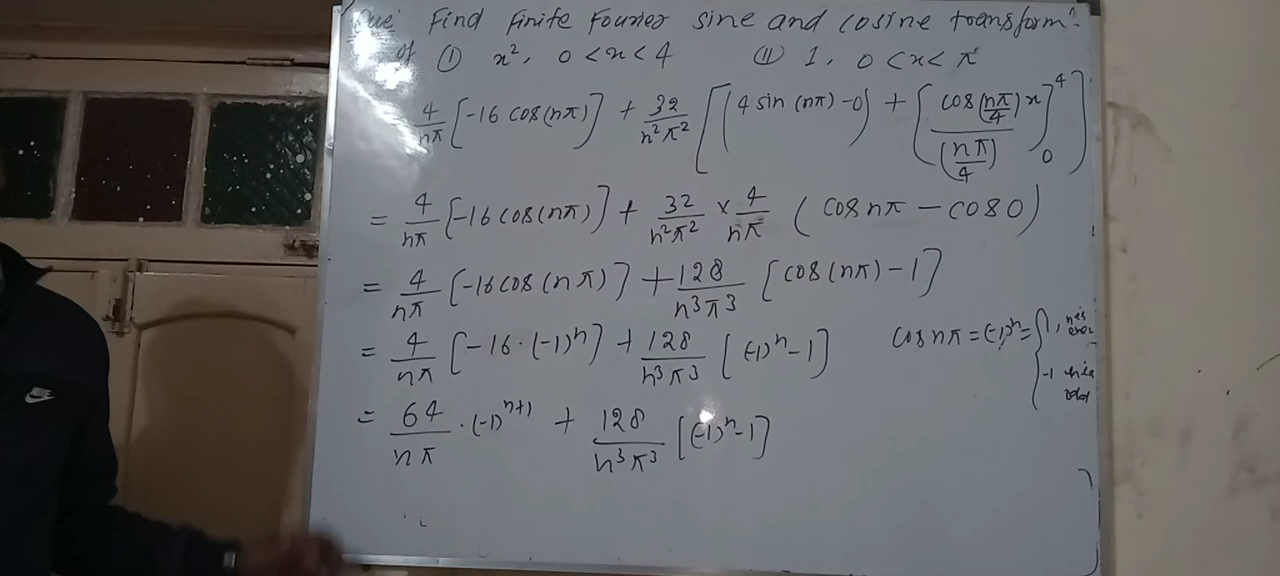 Que: Find Finite Fourier sine and cosine transform
of ① x², 0 < x < 4 ② 1, 0 < x < π
4/nπ [-16 cos(nπ)] + 32/n²π² [(4 sin (nπ) - 0) + [cos(nπ/4)x / (nπ/4)]₀⁴]
= 4/nπ [-16 cos(nπ)] + 32/n²π² × 4/nπ (cos nπ - cos 0)
= 4/nπ [-16 cos(nπ)] + 128/n³π³ [cos(nπ) - 1]
= 4/nπ [-16 · (-1)ⁿ] + 128/n³π³ [(-1)ⁿ - 1] cos nπ = (-1)ⁿ = { 1, n is even
-1 n is odd
= 64/nπ · (-1)ⁿ⁺¹ + 128/n³π³ [(-1)ⁿ - 1]